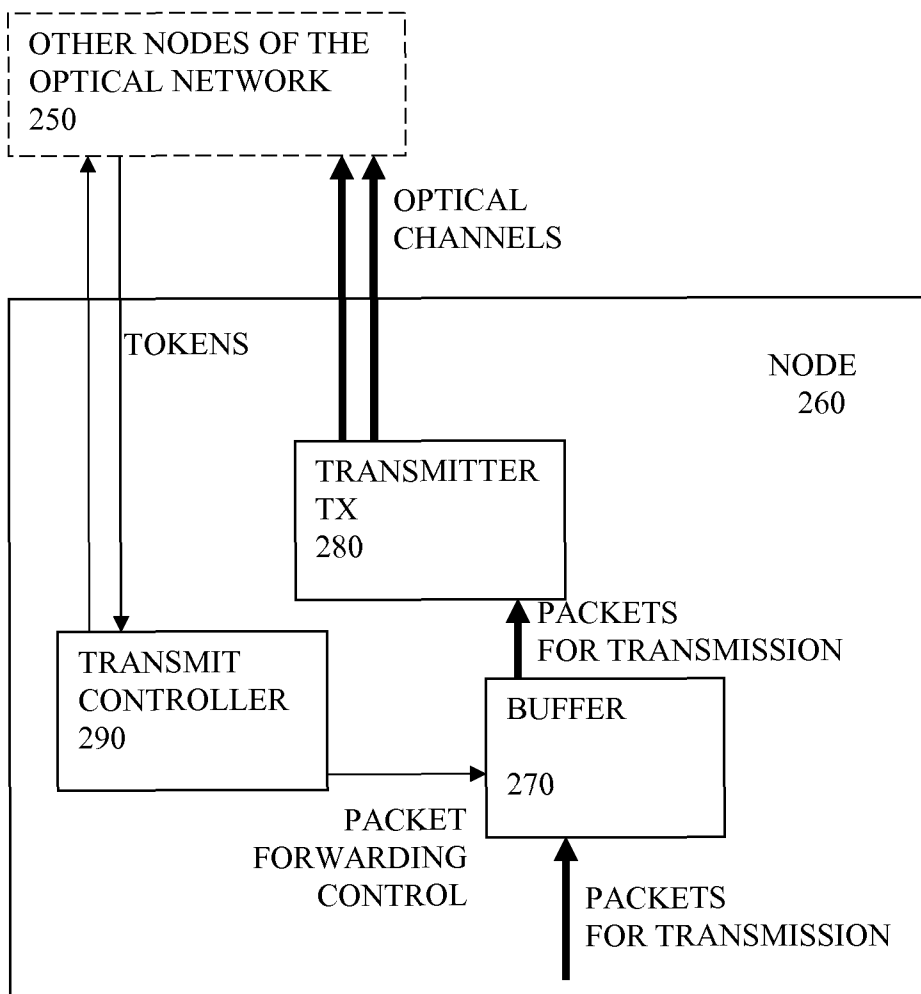 OTHER NODES OF THE
OPTICAL NETWORK
250
OPTICAL
CHANNELS
TOKENS
NODE
260
TRANSMITTER
TX
280
PACKETS
FOR TRANSMISSION
TRANSMIT
CONTROLLER
290
BUFFER
270
PACKET
FORWARDING
CONTROL
PACKETS
FOR TRANSMISSION